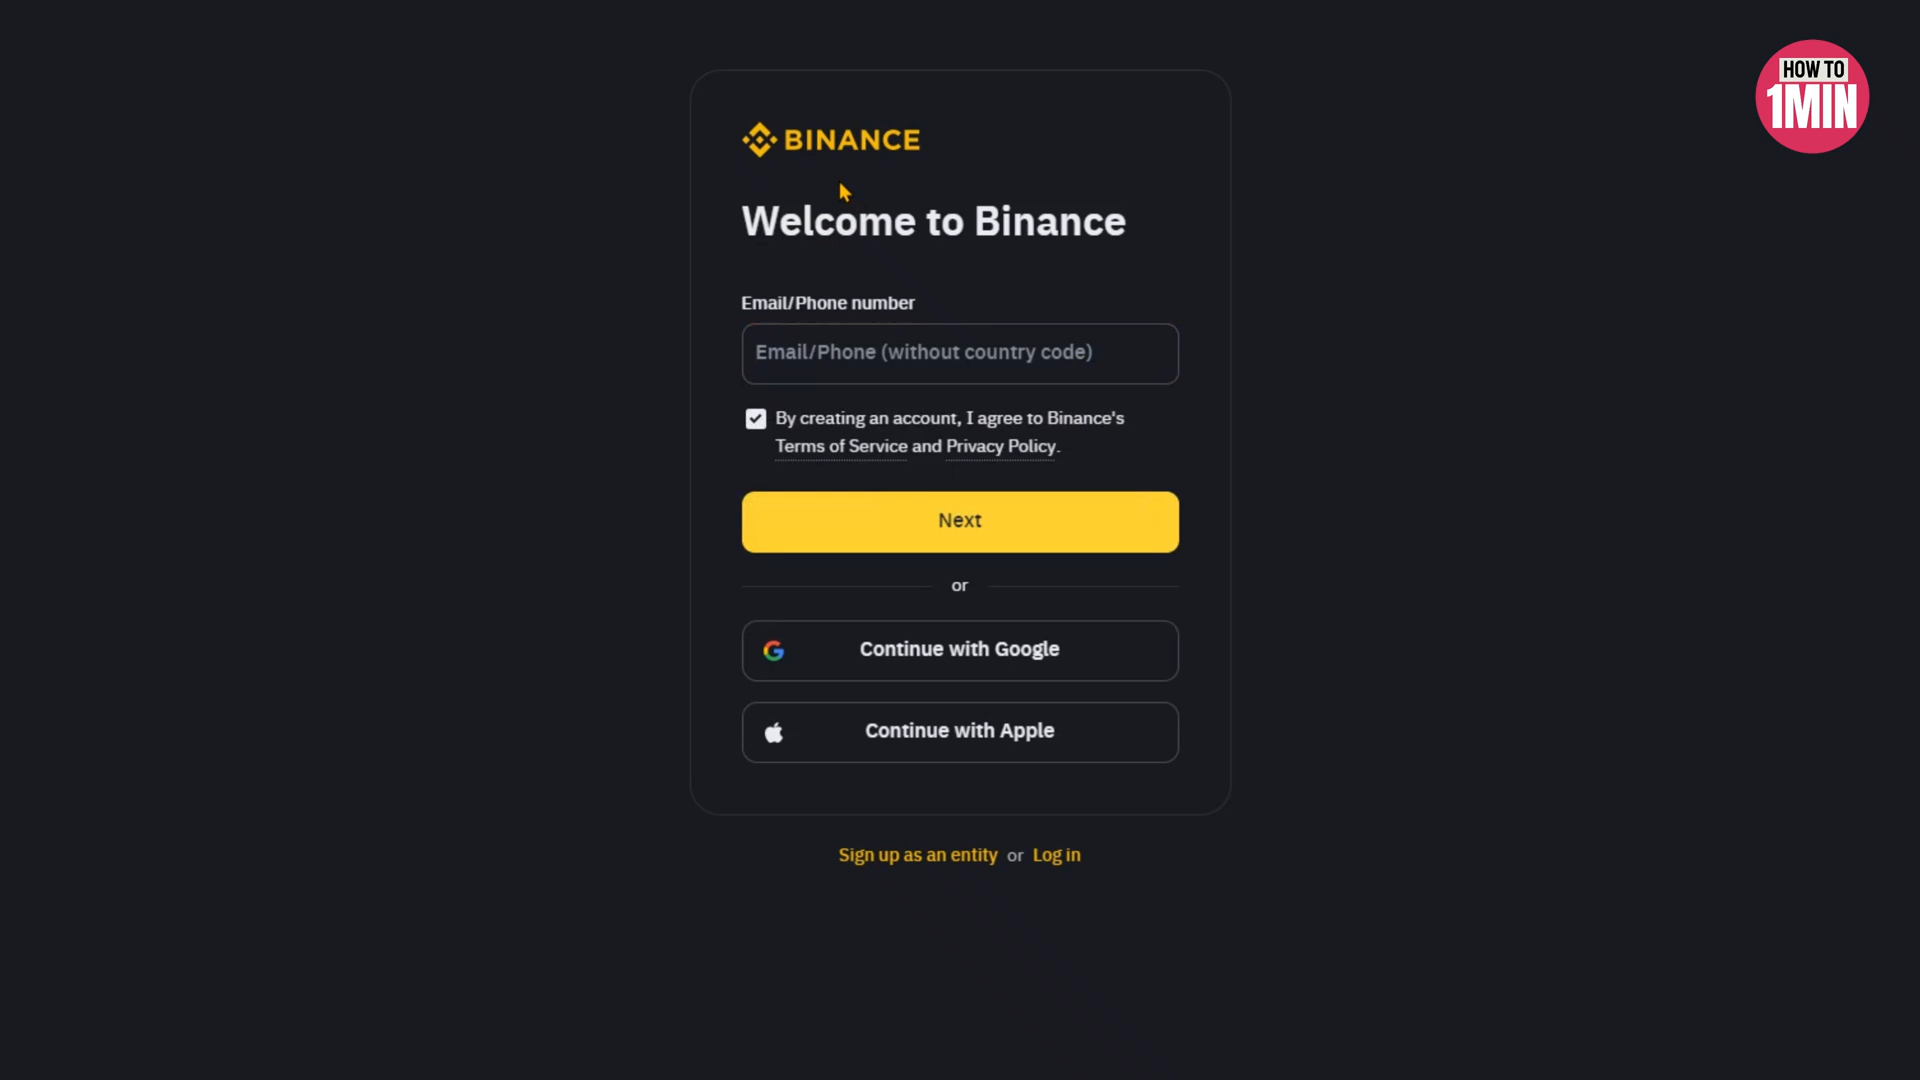 HOW TO
1MIN
BINANCE
Welcome to Binance
Email/Phone number
Email/Phone (without country code)
By creating an account, I agree to Binance's
Terms of Service and Privacy Policy.
Next
or
Continue with Google
Continue with Apple
Sign up as an entity or Log in